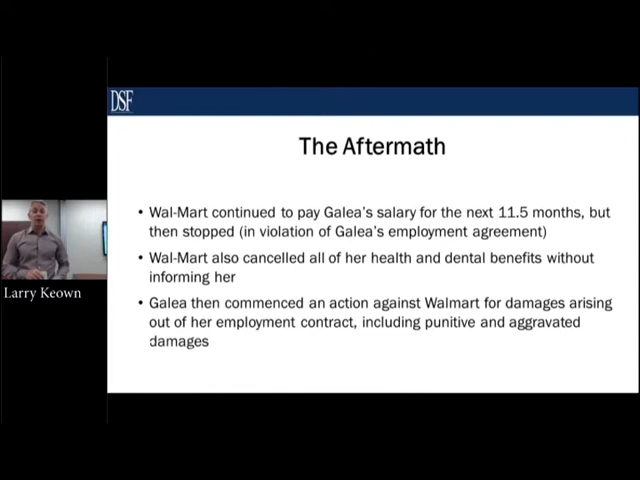 DSF
The Aftermath
• Wal-Mart continued to pay Galea's salary for the next 11.5 months, but
then stopped (in violation of Galea's employment agreement)
• Wal-Mart also cancelled all of her health and dental benefits without
informing her
Larry Keown
• Galea then commenced an action against Walmart for damages arising
out of her employment contract, including punitive and aggravated
damages